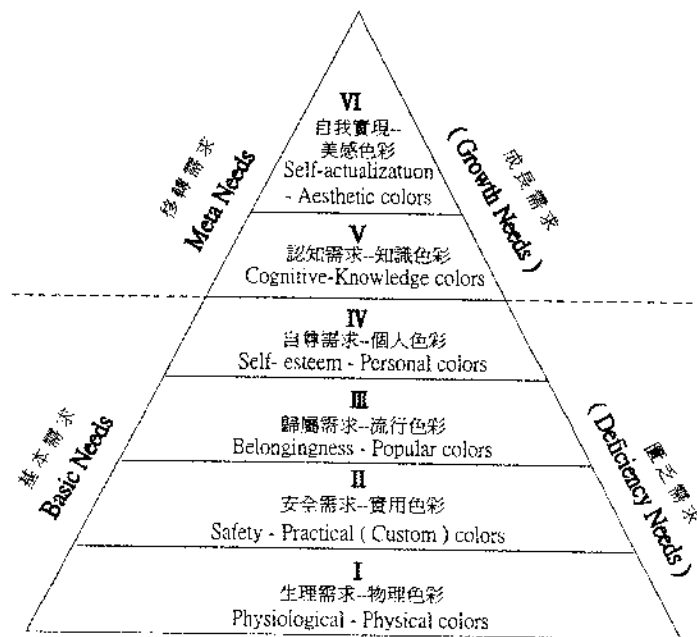 VI
自我實現--
美感色彩
Self-actualizatuon
- Aesthetic colors
移轉需求
Meta Needs
成長需求
( Growth Needs )
V
認知需求--知識色彩
Cognitive-Knowledge colors
IV
自尊需求--個人色彩
Self- esteem - Personal colors
III
歸屬需求--流行色彩
Belongingness - Popular colors
基本需求
Basic Needs
匱乏需求
( Deficiency Needs )
II
安全需求--實用色彩
Safety - Practical ( Custom ) colors
I
生理需求--物理色彩
Physiological - Physical colors